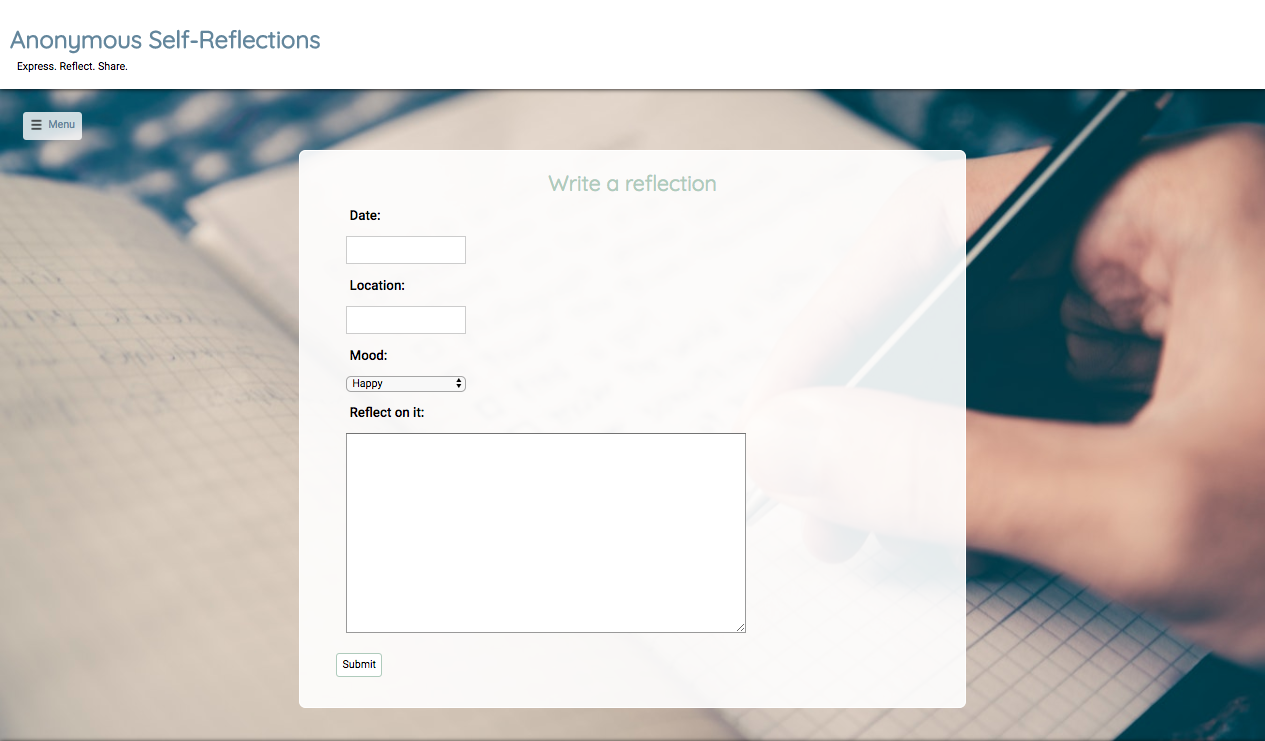 Anonymous Self-Reflections
Express. Reflect. Share.
Menu
Write a reflection
Date:
Location:
Mood:
Happy
Reflect on it:
Submit